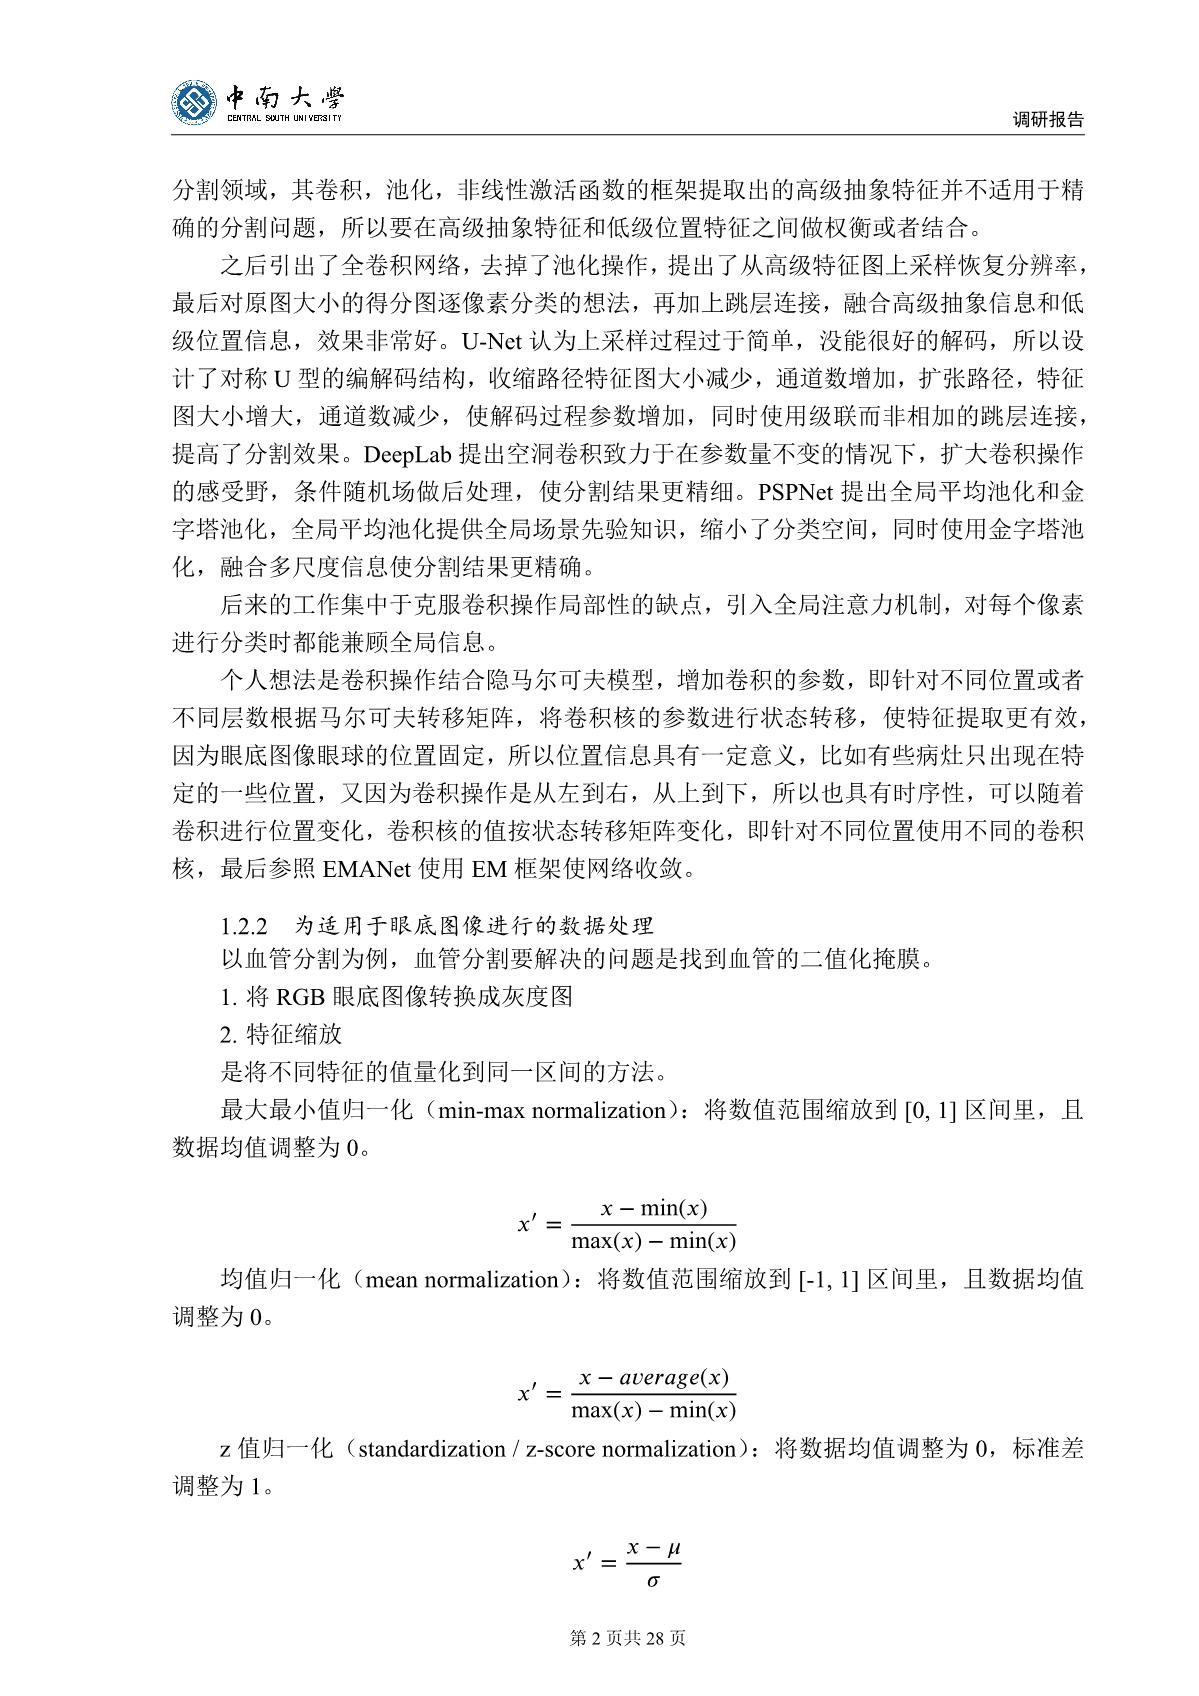 中南大學
CENTRAL SOUTH UNIVERSITY
调研报告
分割领域，其卷积，池化，非线性激活函数的框架提取出的高级抽象特征并不适用于精
确的分割问题，所以要在高级抽象特征和低级位置特征之间做权衡或者结合。
之后引出了全卷积网络，去掉了池化操作，提出了从高级特征图上采样恢复分辨率，
最后对原图大小的得分图逐像素分类的想法，再加上跳层连接，融合高级抽象信息和低
级位置信息，效果非常好。U-Net 认为上采样过程过于简单，没能很好的解码，所以设
计了对称 U 型的编解码结构，收缩路径特征图大小减少，通道数增加，扩张路径，特征
图大小增大，通道数减少，使解码过程参数增加，同时使用级联而非相加的跳层连接，
提高了分割效果。DeepLab 提出空洞卷积致力于在参数量不变的情况下，扩大卷积操作
的感受野，条件随机场做后处理，使分割结果更精细。PSPNet 提出全局平均池化和金
字塔池化，全局平均池化提供全局场景先验知识，缩小了分类空间，同时使用金字塔池
化，融合多尺度信息使分割结果更精确。
后来的工作集中于克服卷积操作局部性的缺点，引入全局注意力机制，对每个像素
进行分类时都能兼顾全局信息。
个人想法是卷积操作结合隐马尔可夫模型，增加卷积的参数，即针对不同位置或者
不同层数根据马尔可夫转移矩阵，将卷积核的参数进行状态转移，使特征提取更有效，
因为眼底图像眼球的位置固定，所以位置信息具有一定意义，比如有些病灶只出现在特
定的一些位置，又因为卷积操作是从左到右，从上到下，所以也具有时序性，可以随着
卷积进行位置变化，卷积核的值按状态转移矩阵变化，即针对不同位置使用不同的卷积
核，最后参照 EMANet 使用 EM 框架使网络收敛。
1.2.2 为适用于眼底图像进行的数据处理
以血管分割为例，血管分割要解决的问题是找到血管的二值化掩膜。
1. 将 RGB 眼底图像转换成灰度图
2. 特征缩放
是将不同特征的值量化到同一区间的方法。
最大最小值归一化（min-max normalization）：将数值范围缩放到 [0, 1] 区间里，且
数据均值调整为 0。
x′ = (x − min(x)) / (max(x) − min(x))
均值归一化（mean normalization）：将数值范围缩放到 [-1, 1] 区间里，且数据均值
调整为 0。
x′ = (x − average(x)) / (max(x) − min(x))
z 值归一化（standardization / z-score normalization）：将数据均值调整为 0，标准差
调整为 1。
x′ = (x − μ) / σ
第 2 页共 28 页